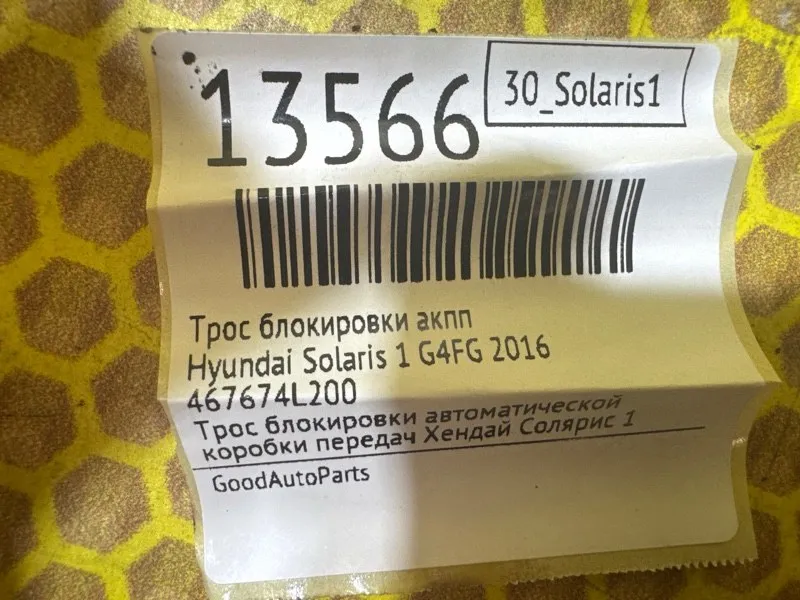 13566
30_Solaris1
Трос блокировки акпп
Hyundai Solaris 1 G4FG 2016
467674L200
Трос блокировки автоматической
коробки передач Хендай Солярис 1
GoodAutoParts